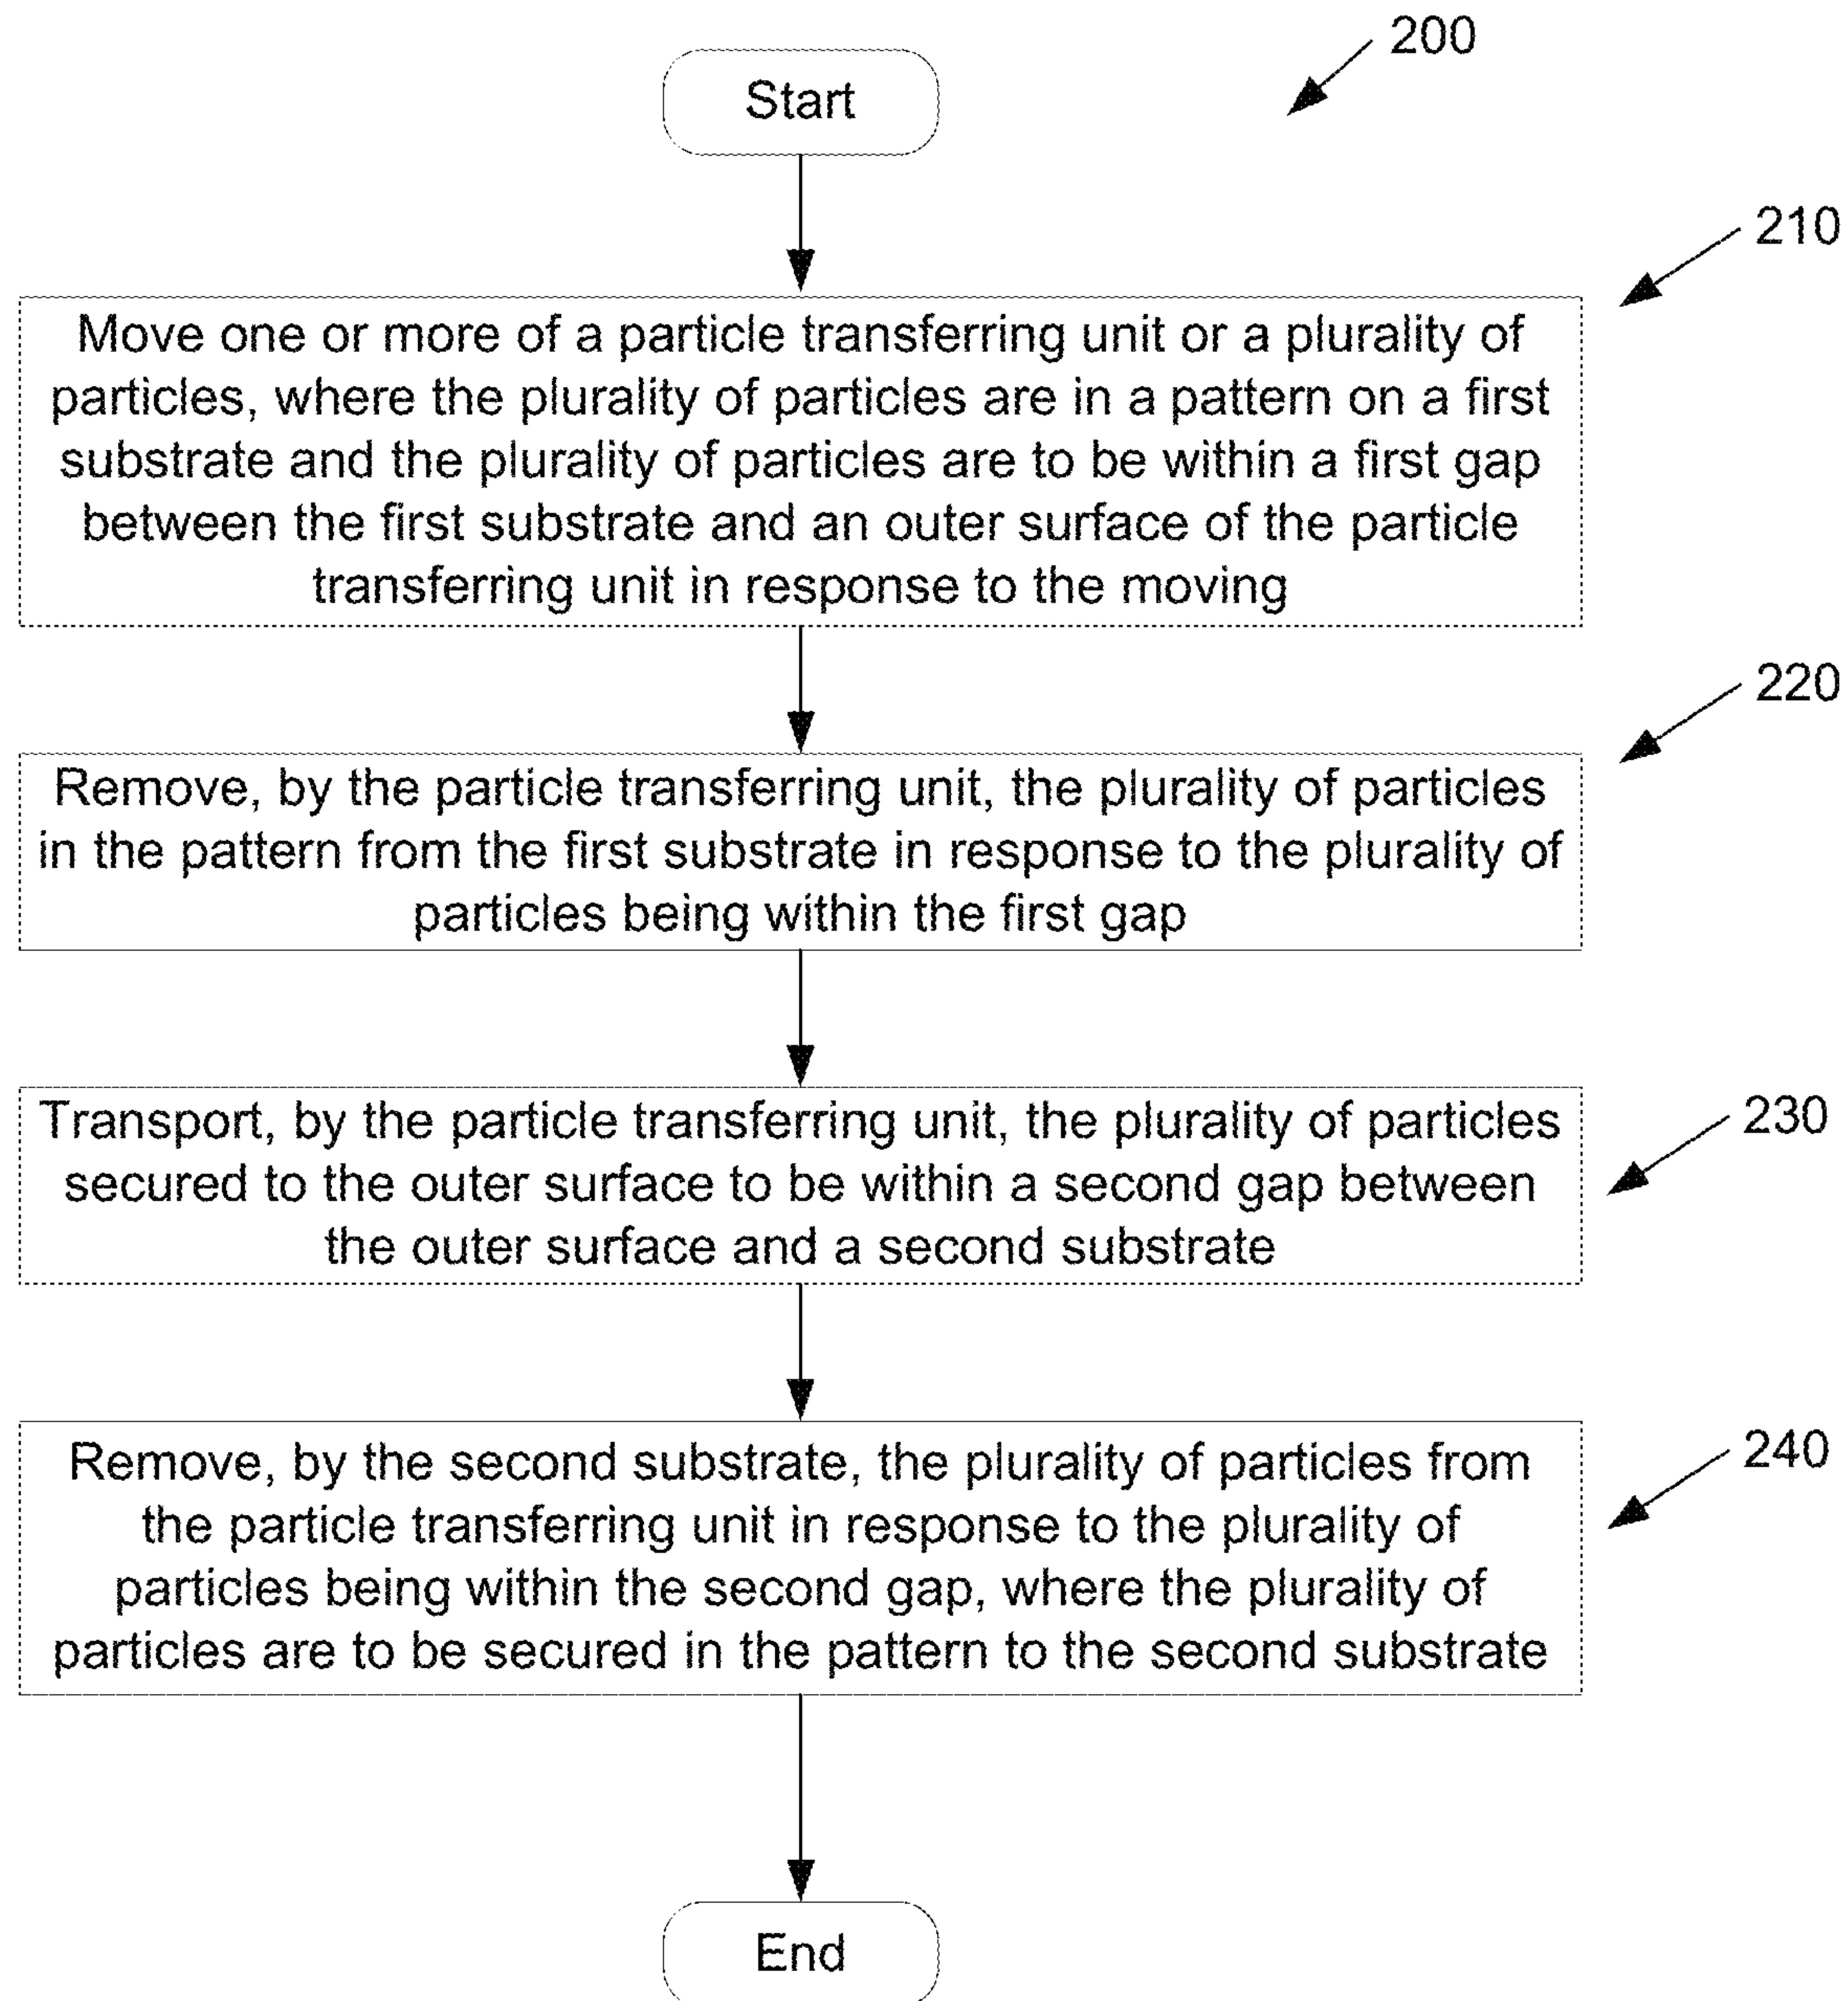 200
Start
210
Move one or more of a particle transferring unit or a plurality of
particles, where the plurality of particles are in a pattern on a first
substrate and the plurality of particles are to be within a first gap
between the first substrate and an outer surface of the particle
transferring unit in response to the moving
220
Remove, by the particle transferring unit, the plurality of particles
in the pattern from the first substrate in response to the plurality of
particles being within the first gap
230
Transport, by the particle transferring unit, the plurality of particles
secured to the outer surface to be within a second gap between
the outer surface and a second substrate
240
Remove, by the second substrate, the plurality of particles from
the particle transferring unit in response to the plurality of
particles being within the second gap, where the plurality of
particles are to be secured in the pattern to the second substrate
End